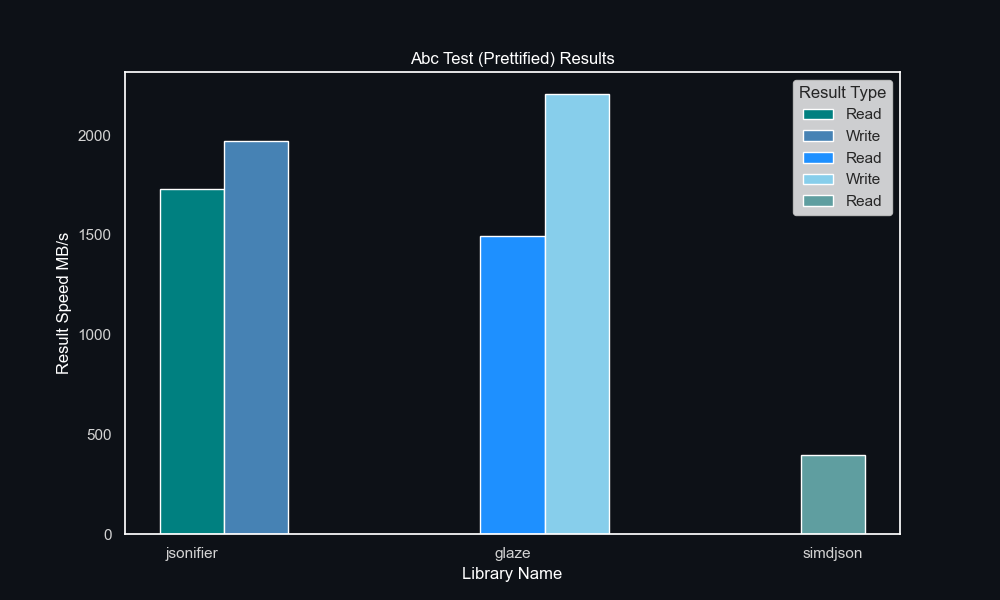 Abc Test (Prettified) Results
Result Type
Read
Write
Read
Write
Read
2000
1500
1000
500
0
Result Speed MB/s
jsonifier
glaze
simdjson
Library Name